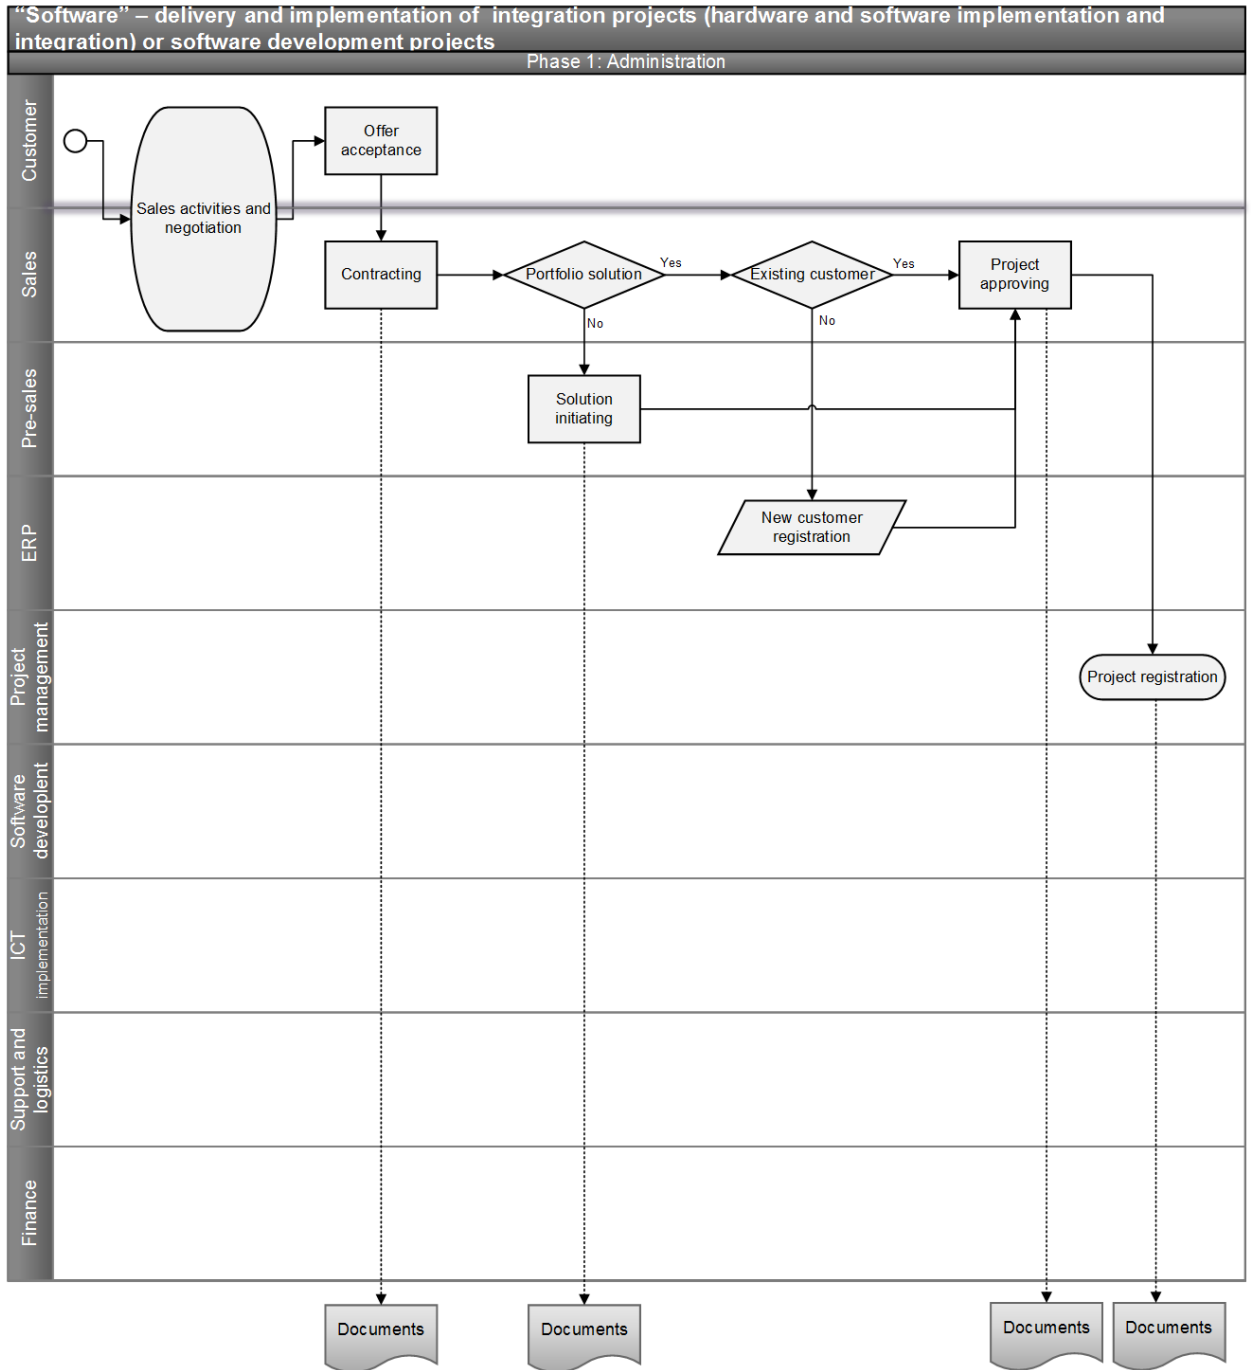 “Software” – delivery and implementation of  integration projects (hardware and software implementation and
integration) or software development projects
Phase 1: Administration
Customer
Offer
acceptance
Sales activities and
negotiation
Sales
Contracting
Portfolio solution
Yes
No
Existing customer
Yes
No
Project
approving
Pre-sales
Solution
initiating
ERP
New customer
registration
Project
management
Project registration
Software
developlent
ICT
implementation
Support and
logistics
Finance
Documents
Documents
Documents
Documents